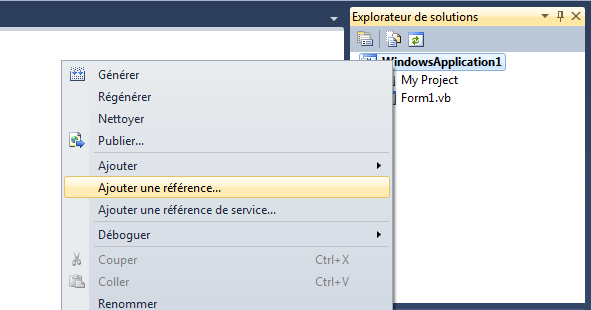 Explorateur de solutions
WindowsApplication1
My Project
Form1.vb
Générer
Régénérer
Nettoyer
Publier...
Ajouter
Ajouter une référence...
Ajouter une référence de service...
Déboguer
Couper Ctrl+X
Coller Ctrl+V
Renommer